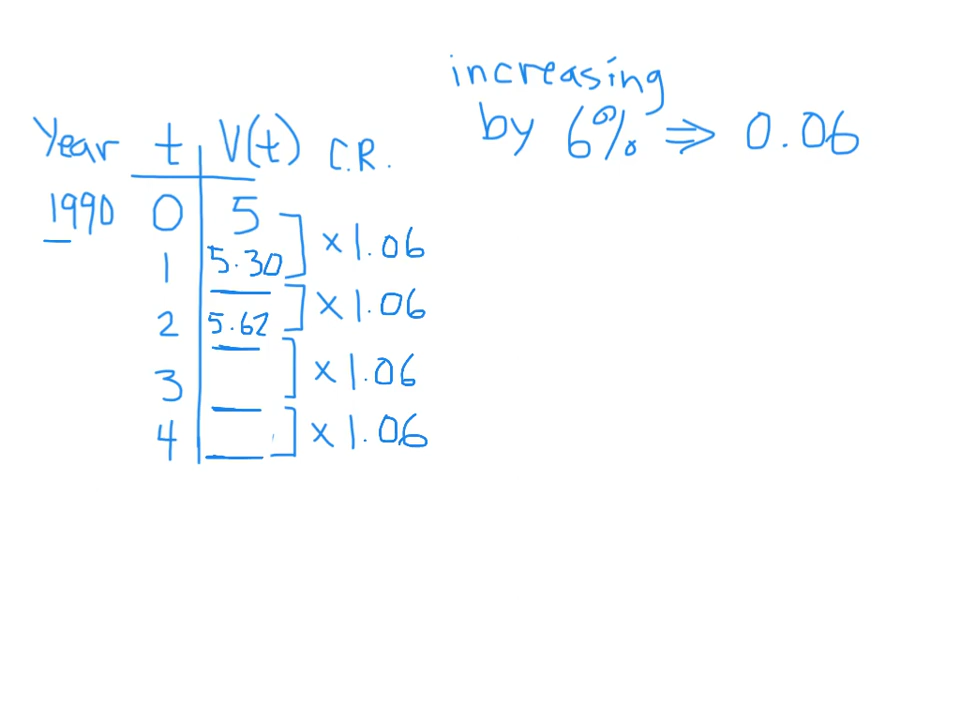 increasing
by 6% ⇒ 0.06
Year t V(t) C.R.
1990 0 5
x 1.06
1 5.30
x 1.06
2 5.62
x 1.06
3
x 1.06
4